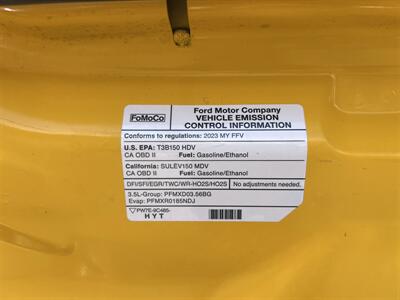 FoMoCo
Ford Motor Company
VEHICLE EMISSION
CONTROL INFORMATION
Conforms to regulations: 2023 MY FFV
U.S. EPA: T3B150 HDV
CA OBD II Fuel: Gasoline/Ethanol
California: SULEV150 MDV
CA OBD II Fuel: Gasoline/Ethanol
DFI/SFI/EGR/TWC/WR-HO2S/HO2S No adjustments needed.
3.5L-Group: PFMXD03.56BG
Evap: PFMXR0185NDJ
PW7E-9C485-
HYT